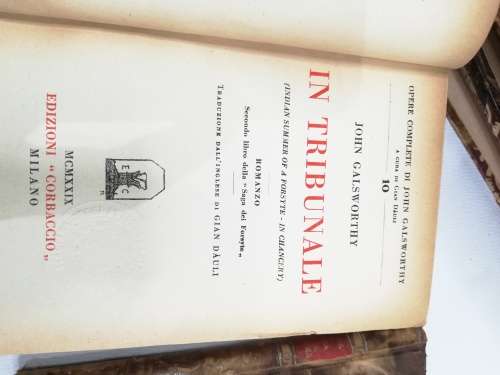 OPERE COMPLETE DI JOHN GALSWORTHY
A CURA DI GIAN DÀULI
10
JOHN GALSWORTHY
IN TRIBUNALE
(INDIAN SUMMER OF A FORSYTE - IN CHANCERY)
ROMANZO
Secondo libro della "Saga dei Forsyte"
TRADUZIONE DALL'INGLESE DI GIAN DÀULI
E C
MCMXXIX
EDIZIONI "CORBACCIO"
MILANO